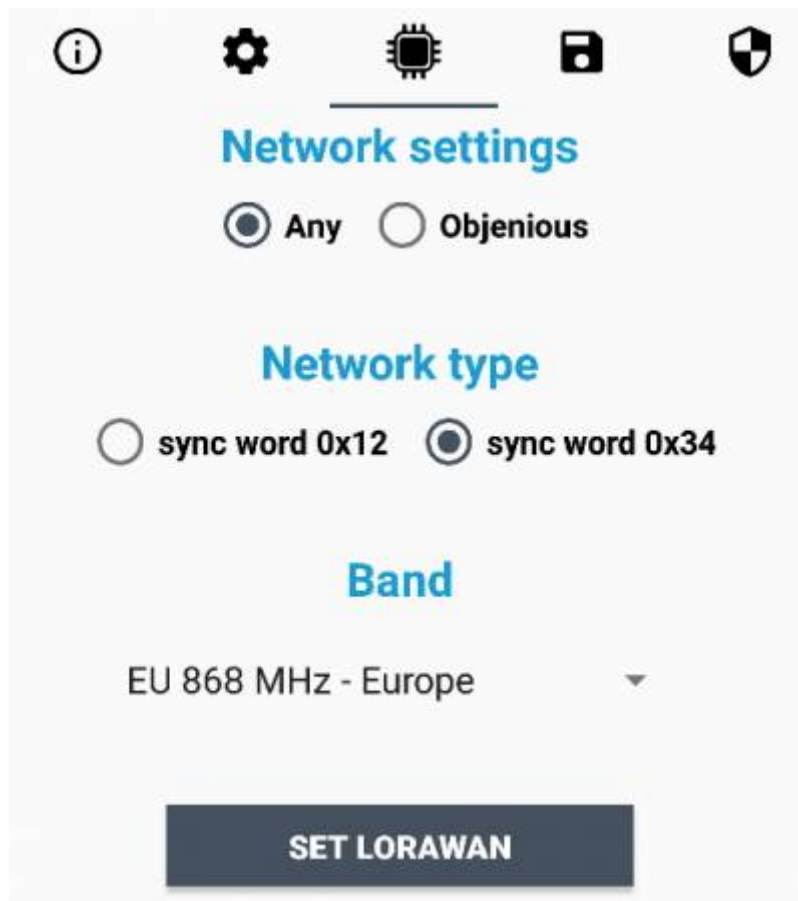 Network settings
Any Objenious
Network type
sync word 0x12 sync word 0x34
Band
EU 868 MHz - Europe
SET LORAWAN